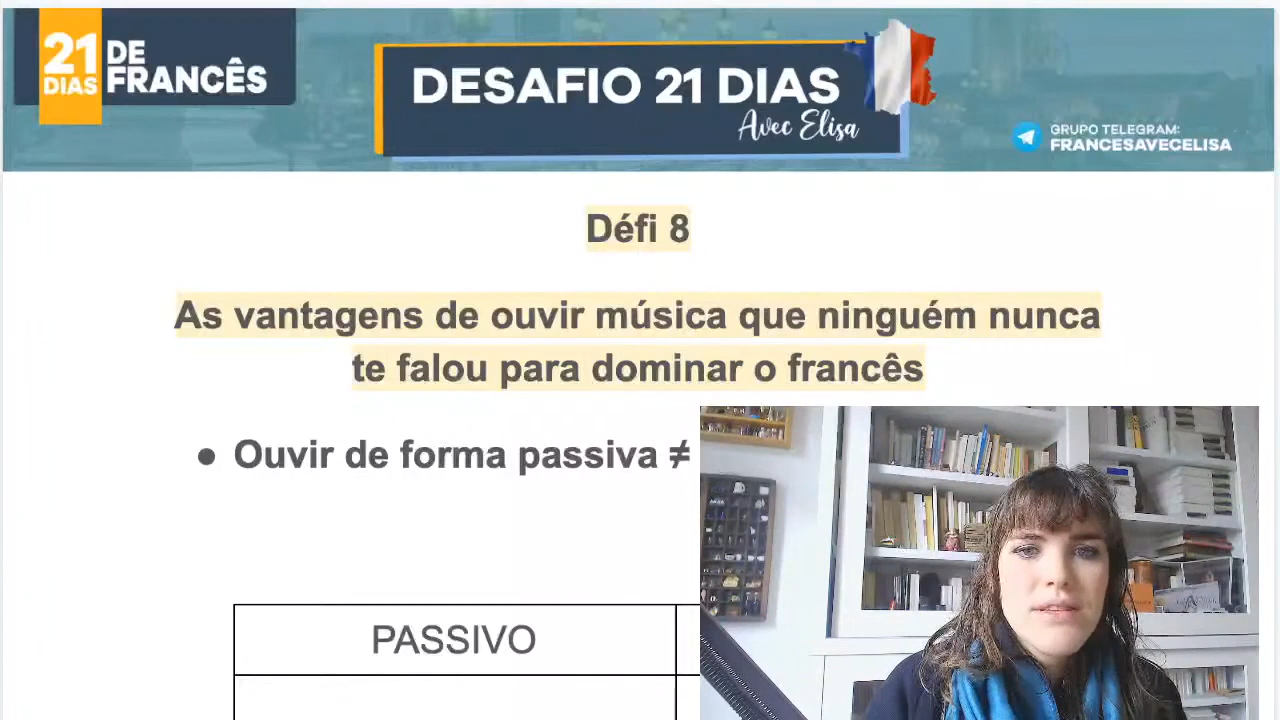 21
DIAS
DE
FRANCÊS
DESAFIO 21 DIAS
Avec Elisa
GRUPO TELEGRAM:
FRANCESAVECELISA
Défi 8
As vantagens de ouvir música que ninguém nunca
te falou para dominar o francês
● Ouvir de forma passiva ≠
PASSIVO